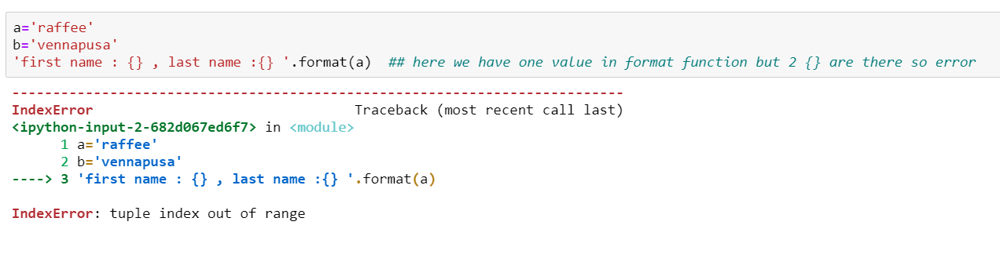 a='raffee'
b='vennapusa'
'first name : {} , last name :{} '.format(a)  ## here we have one value in format function but 2 {} are there so error
---------------------------------------------------------------------------
IndexError                                Traceback (most recent call last)
<ipython-input-2-682d067ed6f7> in <module>
      1 a='raffee'
      2 b='vennapusa'
----> 3 'first name : {} , last name :{} '.format(a)
IndexError: tuple index out of range